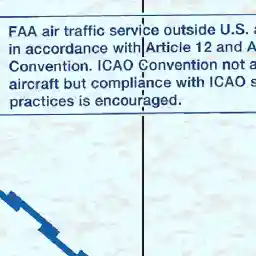 FAA air traffic service outside U.S.
in accordance with Article 12 and
Convention. ICAO Convention not
aircraft but compliance with ICAO
practices is encouraged.